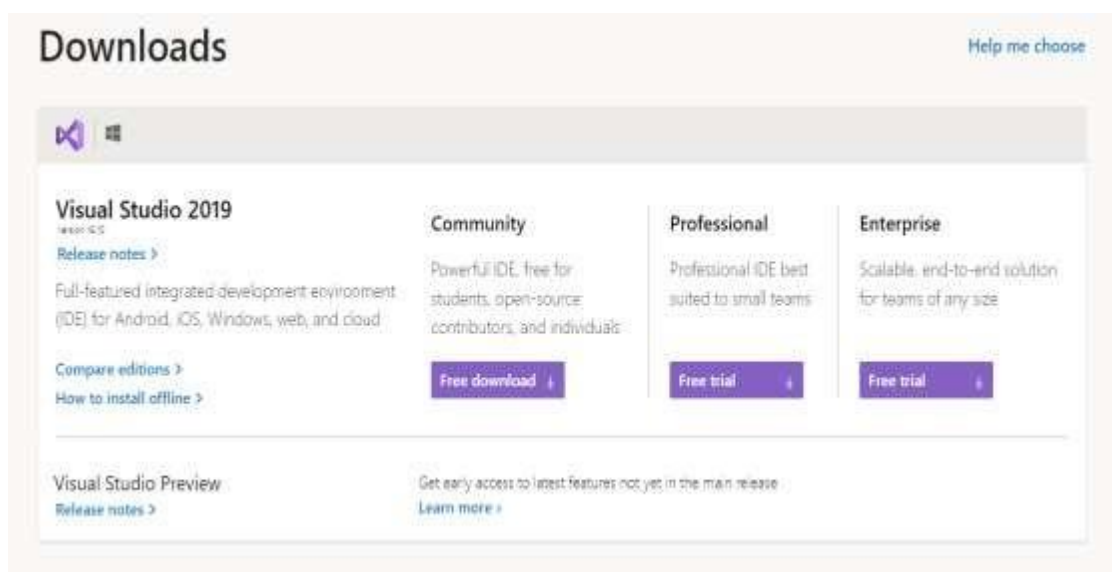 Downloads
Help me choose
Visual Studio 2019
Release notes >
Full-featured integrated development environment
(IDE) for Android, iOS, Windows, web, and cloud
Compare editions >
How to install offline >
Community
Powerful IDE, free for
students, open-source
contributors, and individuals
Free download
Professional
Professional IDE best
suited to small teams
Free trial
Enterprise
Scalable, end-to-end solution
for teams of any size
Free trial
Visual Studio Preview
Release notes >
Get early access to latest features not yet in the main release
Learn more >